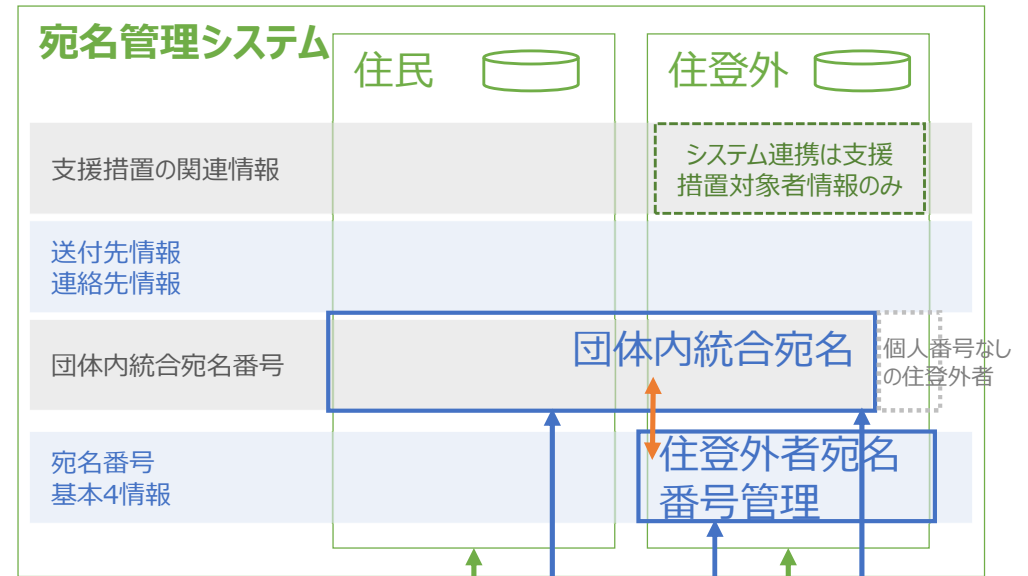 宛名管理システム
住民
住登外
支援措置の関連情報
システム連携は支援
措置対象者情報のみ
送付先情報
連絡先情報
団体内統合宛名番号
団体内統合宛名
個人番号なし
の住登外者
宛名番号
基本4情報
住登外者宛名
番号管理